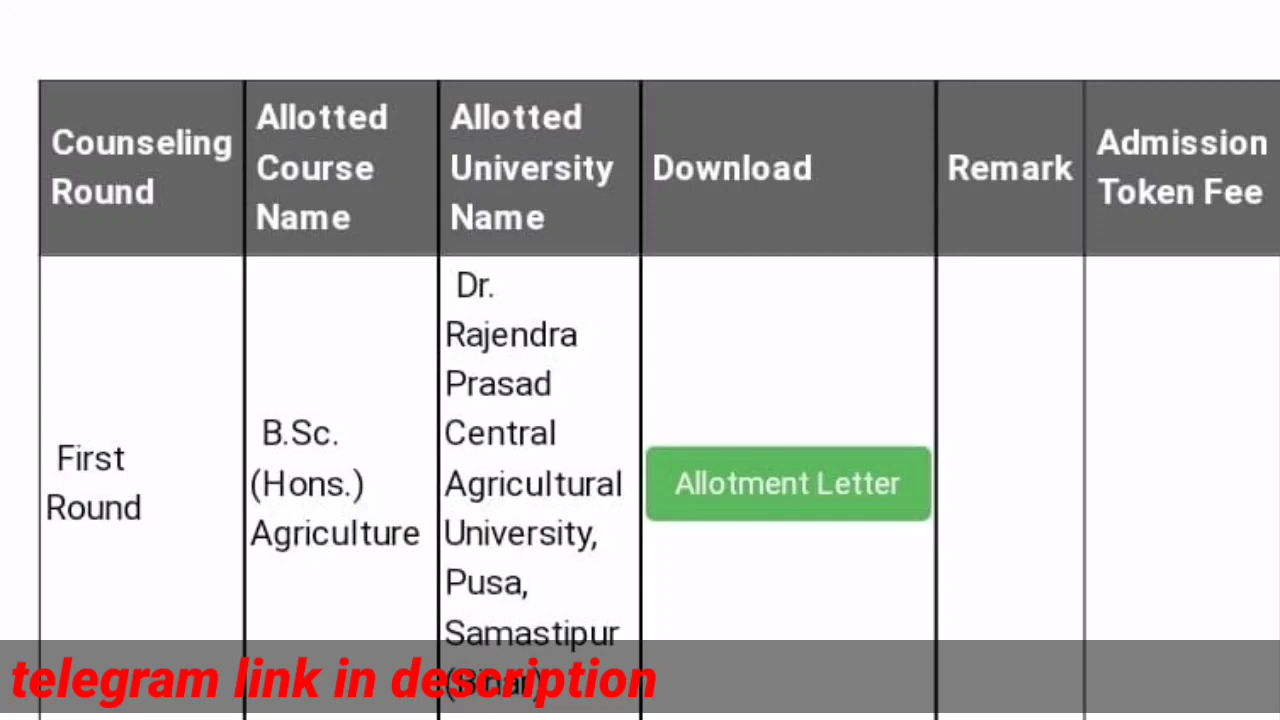 Counseling
Round
Allotted
Course
Name
Allotted
University
Name
Download
Remark
Admission
Token Fee
First
Round
B.Sc.
(Hons.)
Agriculture
Dr.
Rajendra
Prasad
Central
Agricultural
University,
Pusa,
Samastipur
(Bihar)
Allotment Letter
telegram link in description